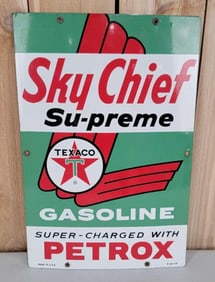 Sky Chief
Su-preme
TEXACO
T
GASOLINE
SUPER-CHARGED WITH
PETROX